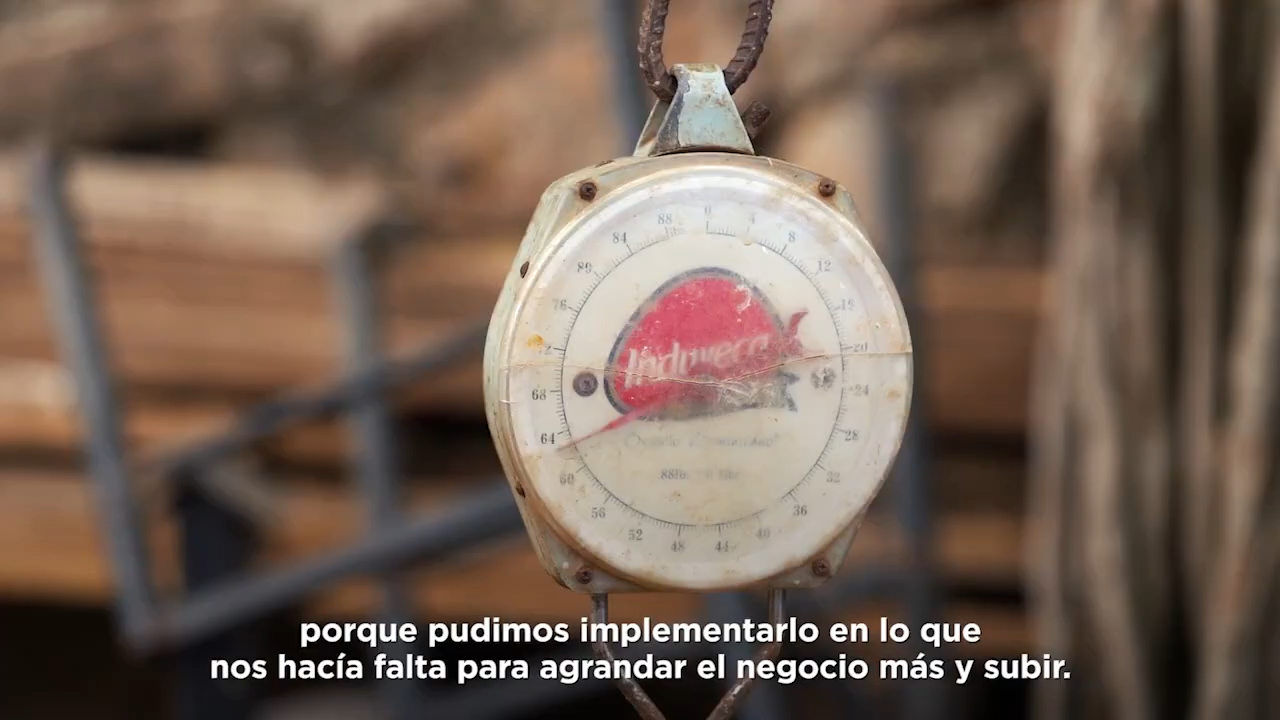 88 0 4
84 8
80 12
76
72 20
Induveca
68 24
64 28
60 32
56 36
52 40
48 44
porque pudimos implementarlo en lo que
nos hacía falta para agrandar el negocio más y subir.